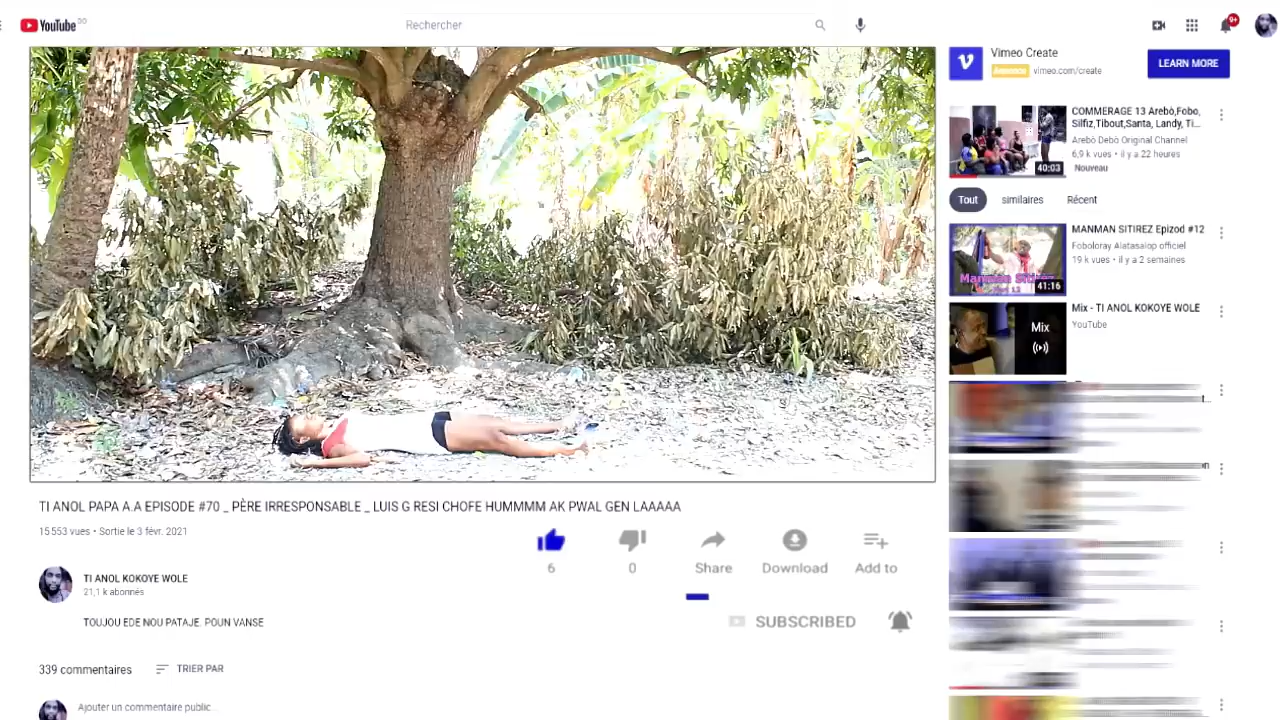 YouTube
Rechercher
9+
TI ANOL PAPA A.A EPISODE #70 _ PÈRE IRRESPONSABLE _ LUIS G RESI CHOFE HUMMMM AK PWAL GEN LAAAAA
15 553 vues • Sortie le 3 févr. 2021
6
0
Share
Download
Add to
TI ANOL KOKOYE WOLE
21,1 k abonnés
SUBSCRIBED
TOUJOU EDE NOU PATAJE. POUN VANSE
339 commentaires
TRIER PAR
Ajouter un commentaire public...
Vimeo Create
Annonce vimeo.com/create
LEARN MORE
COMMERAGE 13 Arebò,Fobo,
Silfiz,Tibout,Santa, Landy, Ti...
Arebò Debò Original Channel
6,9 k vues • il y a 22 heures
Nouveau
40:03
Tout
similaires
Récent
MANMAN SITIREZ Epizod #12
Foboloray Alatasaiop officiel
19 k vues • il y a 2 semaines
41:16
Mix - TI ANOL KOKOYE WOLE
YouTube
Mix